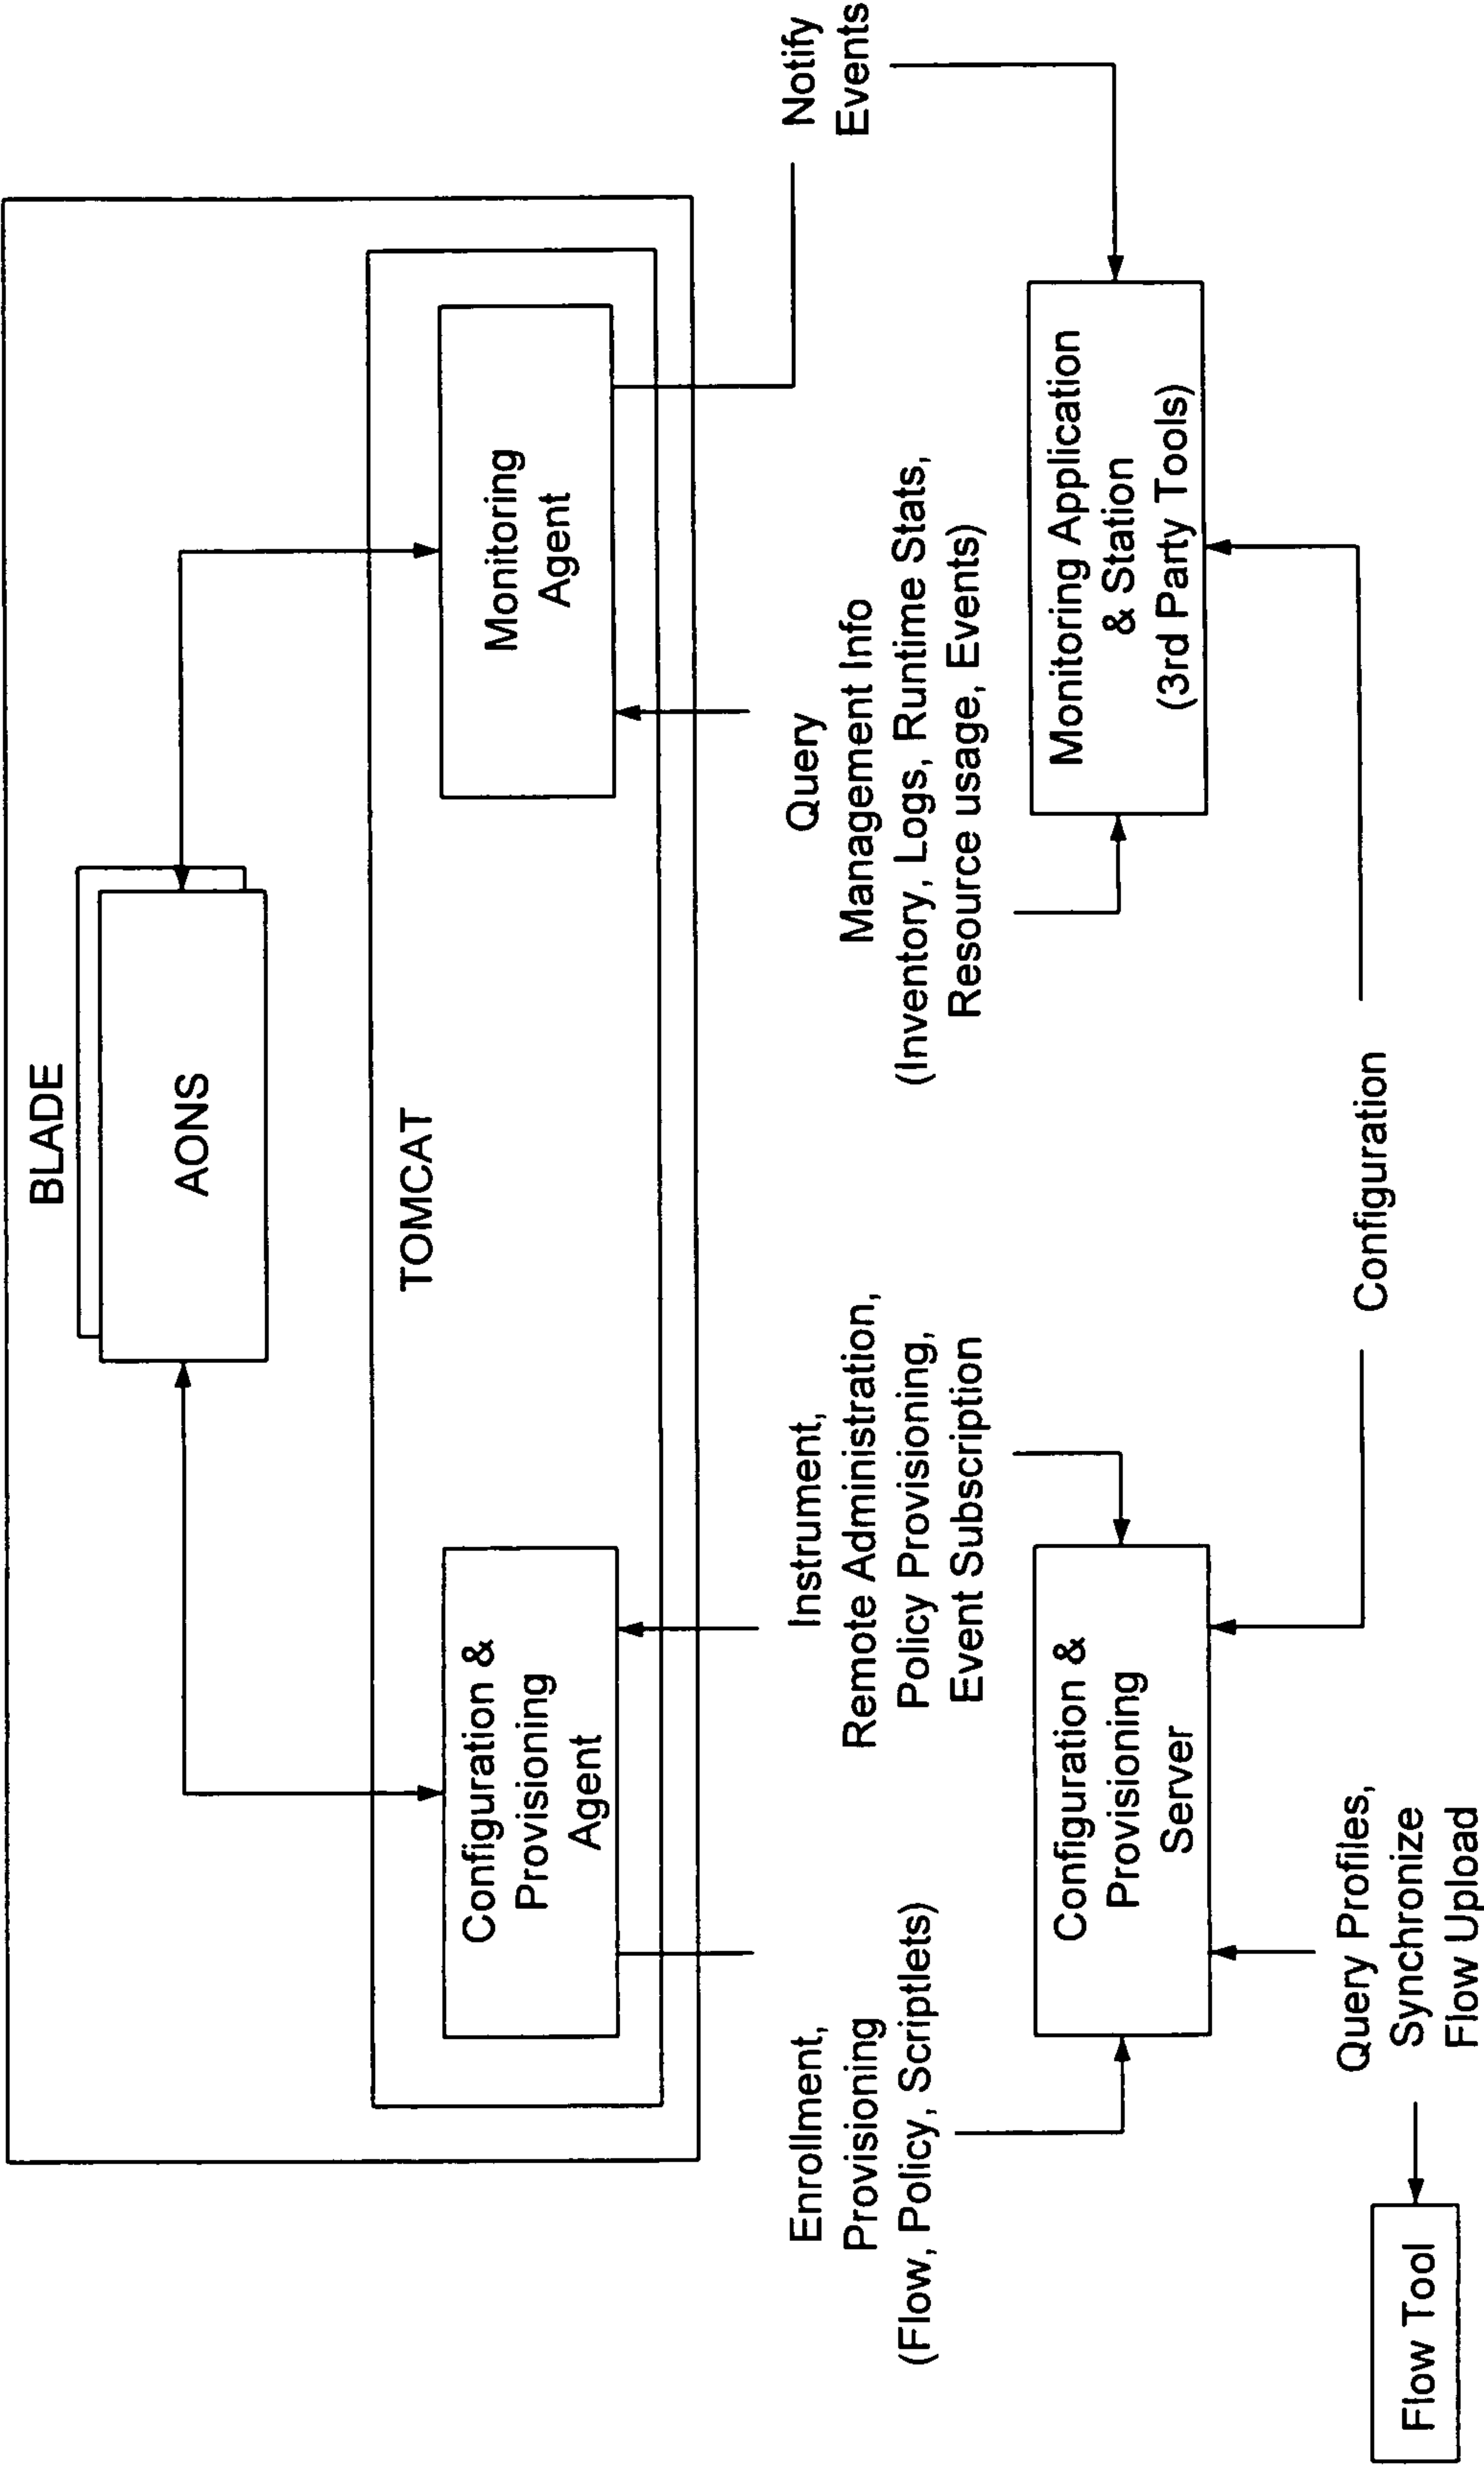 BLADE
AONS
TOMCAT
Configuration &
Provisioning
Agent
Monitoring
Agent
Enrollment,
Provisioning
(Flow, Policy, Scriptlets)
Instrument,
Remote Administration,
Policy Provisioning,
Event Subscription
Query
Management Info
(Inventory, Logs, Runtime Stats,
Resource usage, Events)
Notify
Events
Configuration &
Provisioning
Server
Monitoring Application
& Station
(3rd Party Tools)
Flow Tool
Query Profiles,
Synchronize
Flow Upload
Configuration